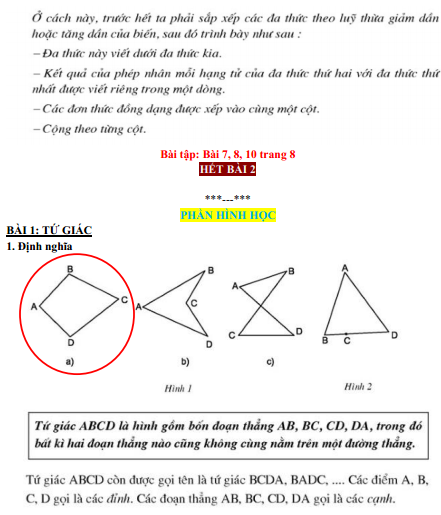 Ở cách này, trước hết ta phải sắp xếp các đa thức theo luỹ thừa giảm dần
hoặc tăng dần của biến, sau đó trình bày như sau :
– Đa thức này viết dưới đa thức kia.
– Kết quả của phép nhân mỗi hạng tử của đa thức thứ hai với đa thức thứ
nhất được viết riêng trong một dòng.
– Các đơn thức đồng dạng được xếp vào cùng một cột.
– Cộng theo từng cột.
Bài tập: Bài 7, 8, 10 trang 8
HẾT BÀI 2
***---***
PHẦN HÌNH HỌC
BÀI 1: TỨ GIÁC
1. Định nghĩa
B
A
C
D
a)
B
A
C
D
b)
B
A
C
D
c)
A
B
C
D
Hình 1
Hình 2
Tứ giác ABCD là hình gồm bốn đoạn thẳng AB, BC, CD, DA, trong đó
bất kì hai đoạn thẳng nào cũng không cùng nằm trên một đường thẳng.
Tứ giác ABCD còn được gọi tên là tứ giác BCDA, BADC, .... Các điểm A, B,
C, D gọi là các đỉnh. Các đoạn thẳng AB, BC, CD, DA gọi là các cạnh.